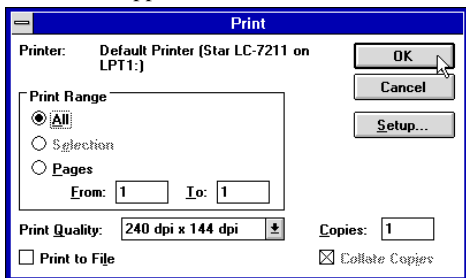 Print
Printer: Default Printer (Star LC-7211 on
LPT1:)
OK
Cancel
Setup...
Print Range
All
Selection
Pages
From: 1 To: 1
Print Quality: 240 dpi x 144 dpi
Copies: 1
Print to File
Collate Copies